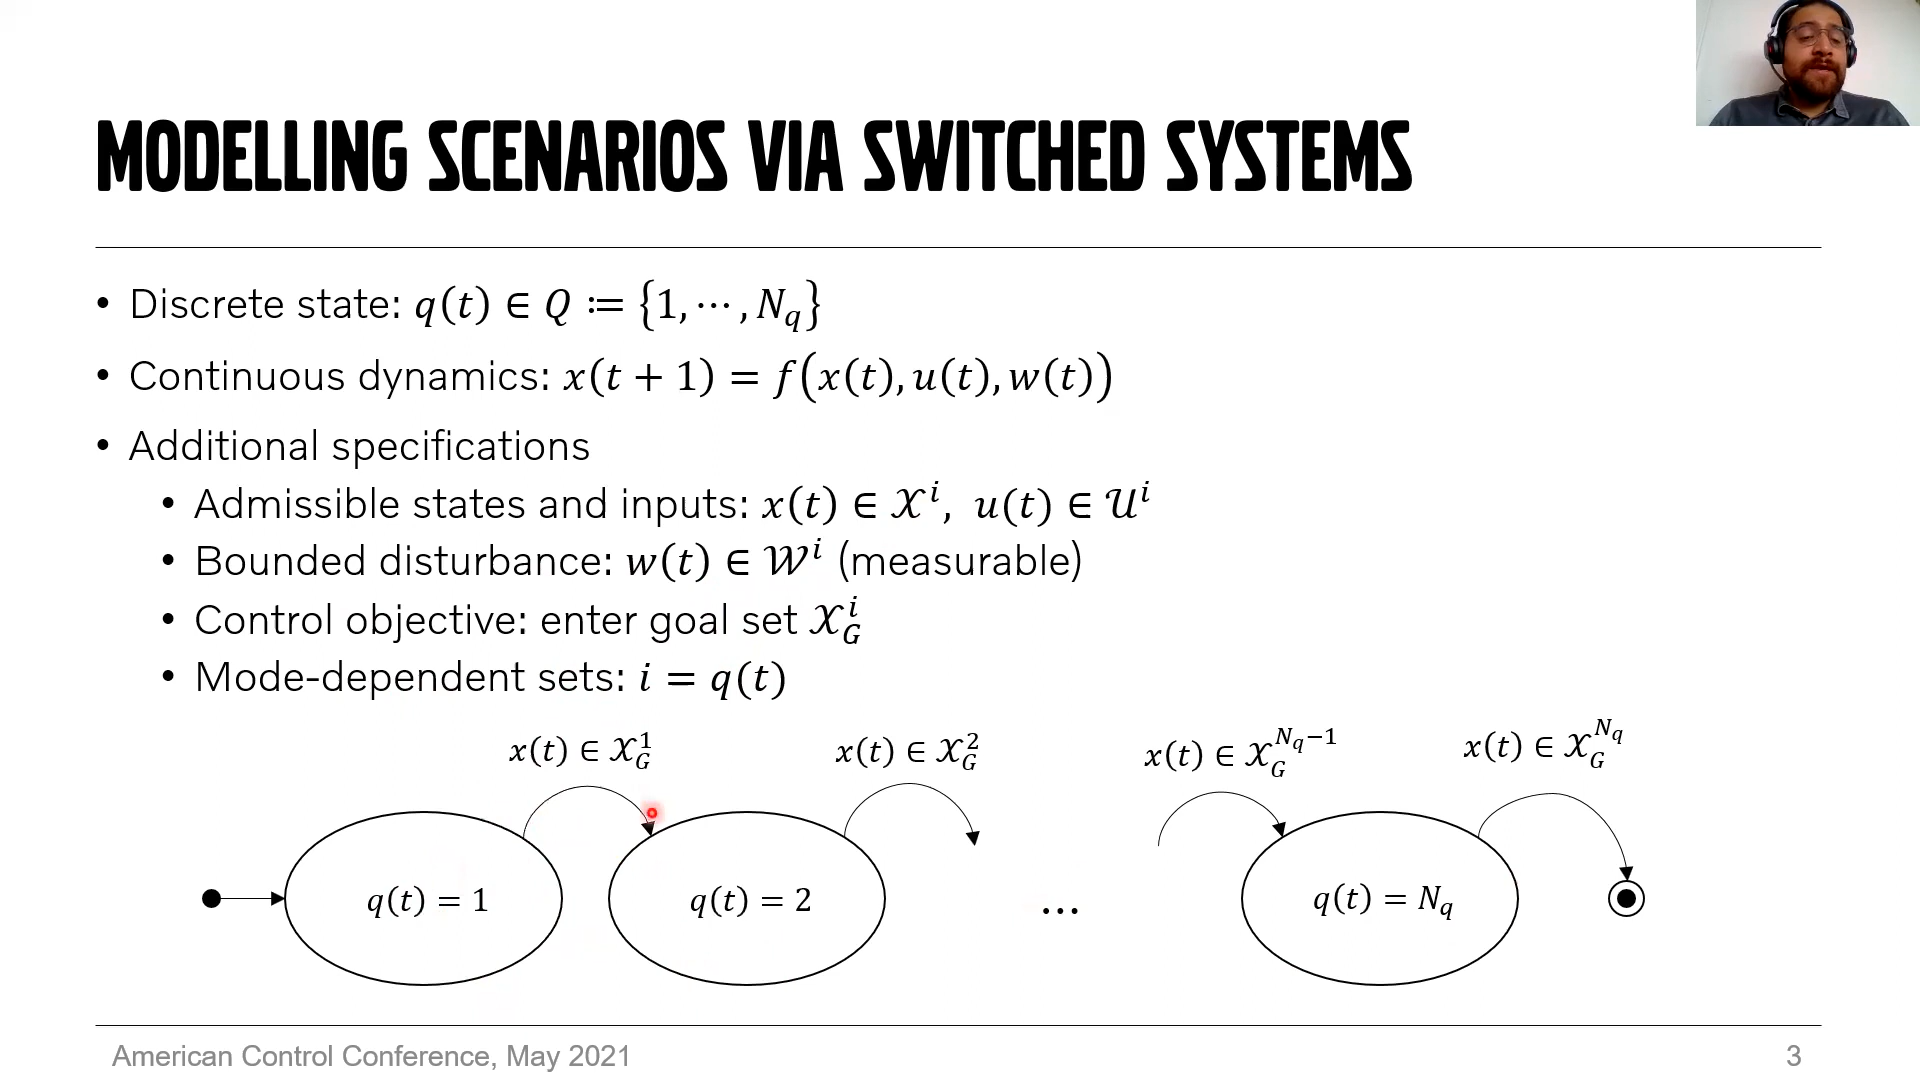 MODELLING SCENARIOS VIA SWITCHED SYSTEMS
• Discrete state: q(t) ∈ Q ≔ {1, ⋯ , N_q}
• Continuous dynamics: x(t + 1) = f(x(t), u(t), w(t))
• Additional specifications
• Admissible states and inputs: x(t) ∈ 𝒳^i, u(t) ∈ 𝒰^i
• Bounded disturbance: w(t) ∈ 𝒲^i (measurable)
• Control objective: enter goal set 𝒳_G^i
• Mode-dependent sets: i = q(t)
x(t) ∈ 𝒳_G^1
x(t) ∈ 𝒳_G^2
x(t) ∈ 𝒳_G^{N_q−1}
x(t) ∈ 𝒳_G^{N_q}
q(t) = 1
q(t) = 2
…
q(t) = N_q
American Control Conference, May 2021
3